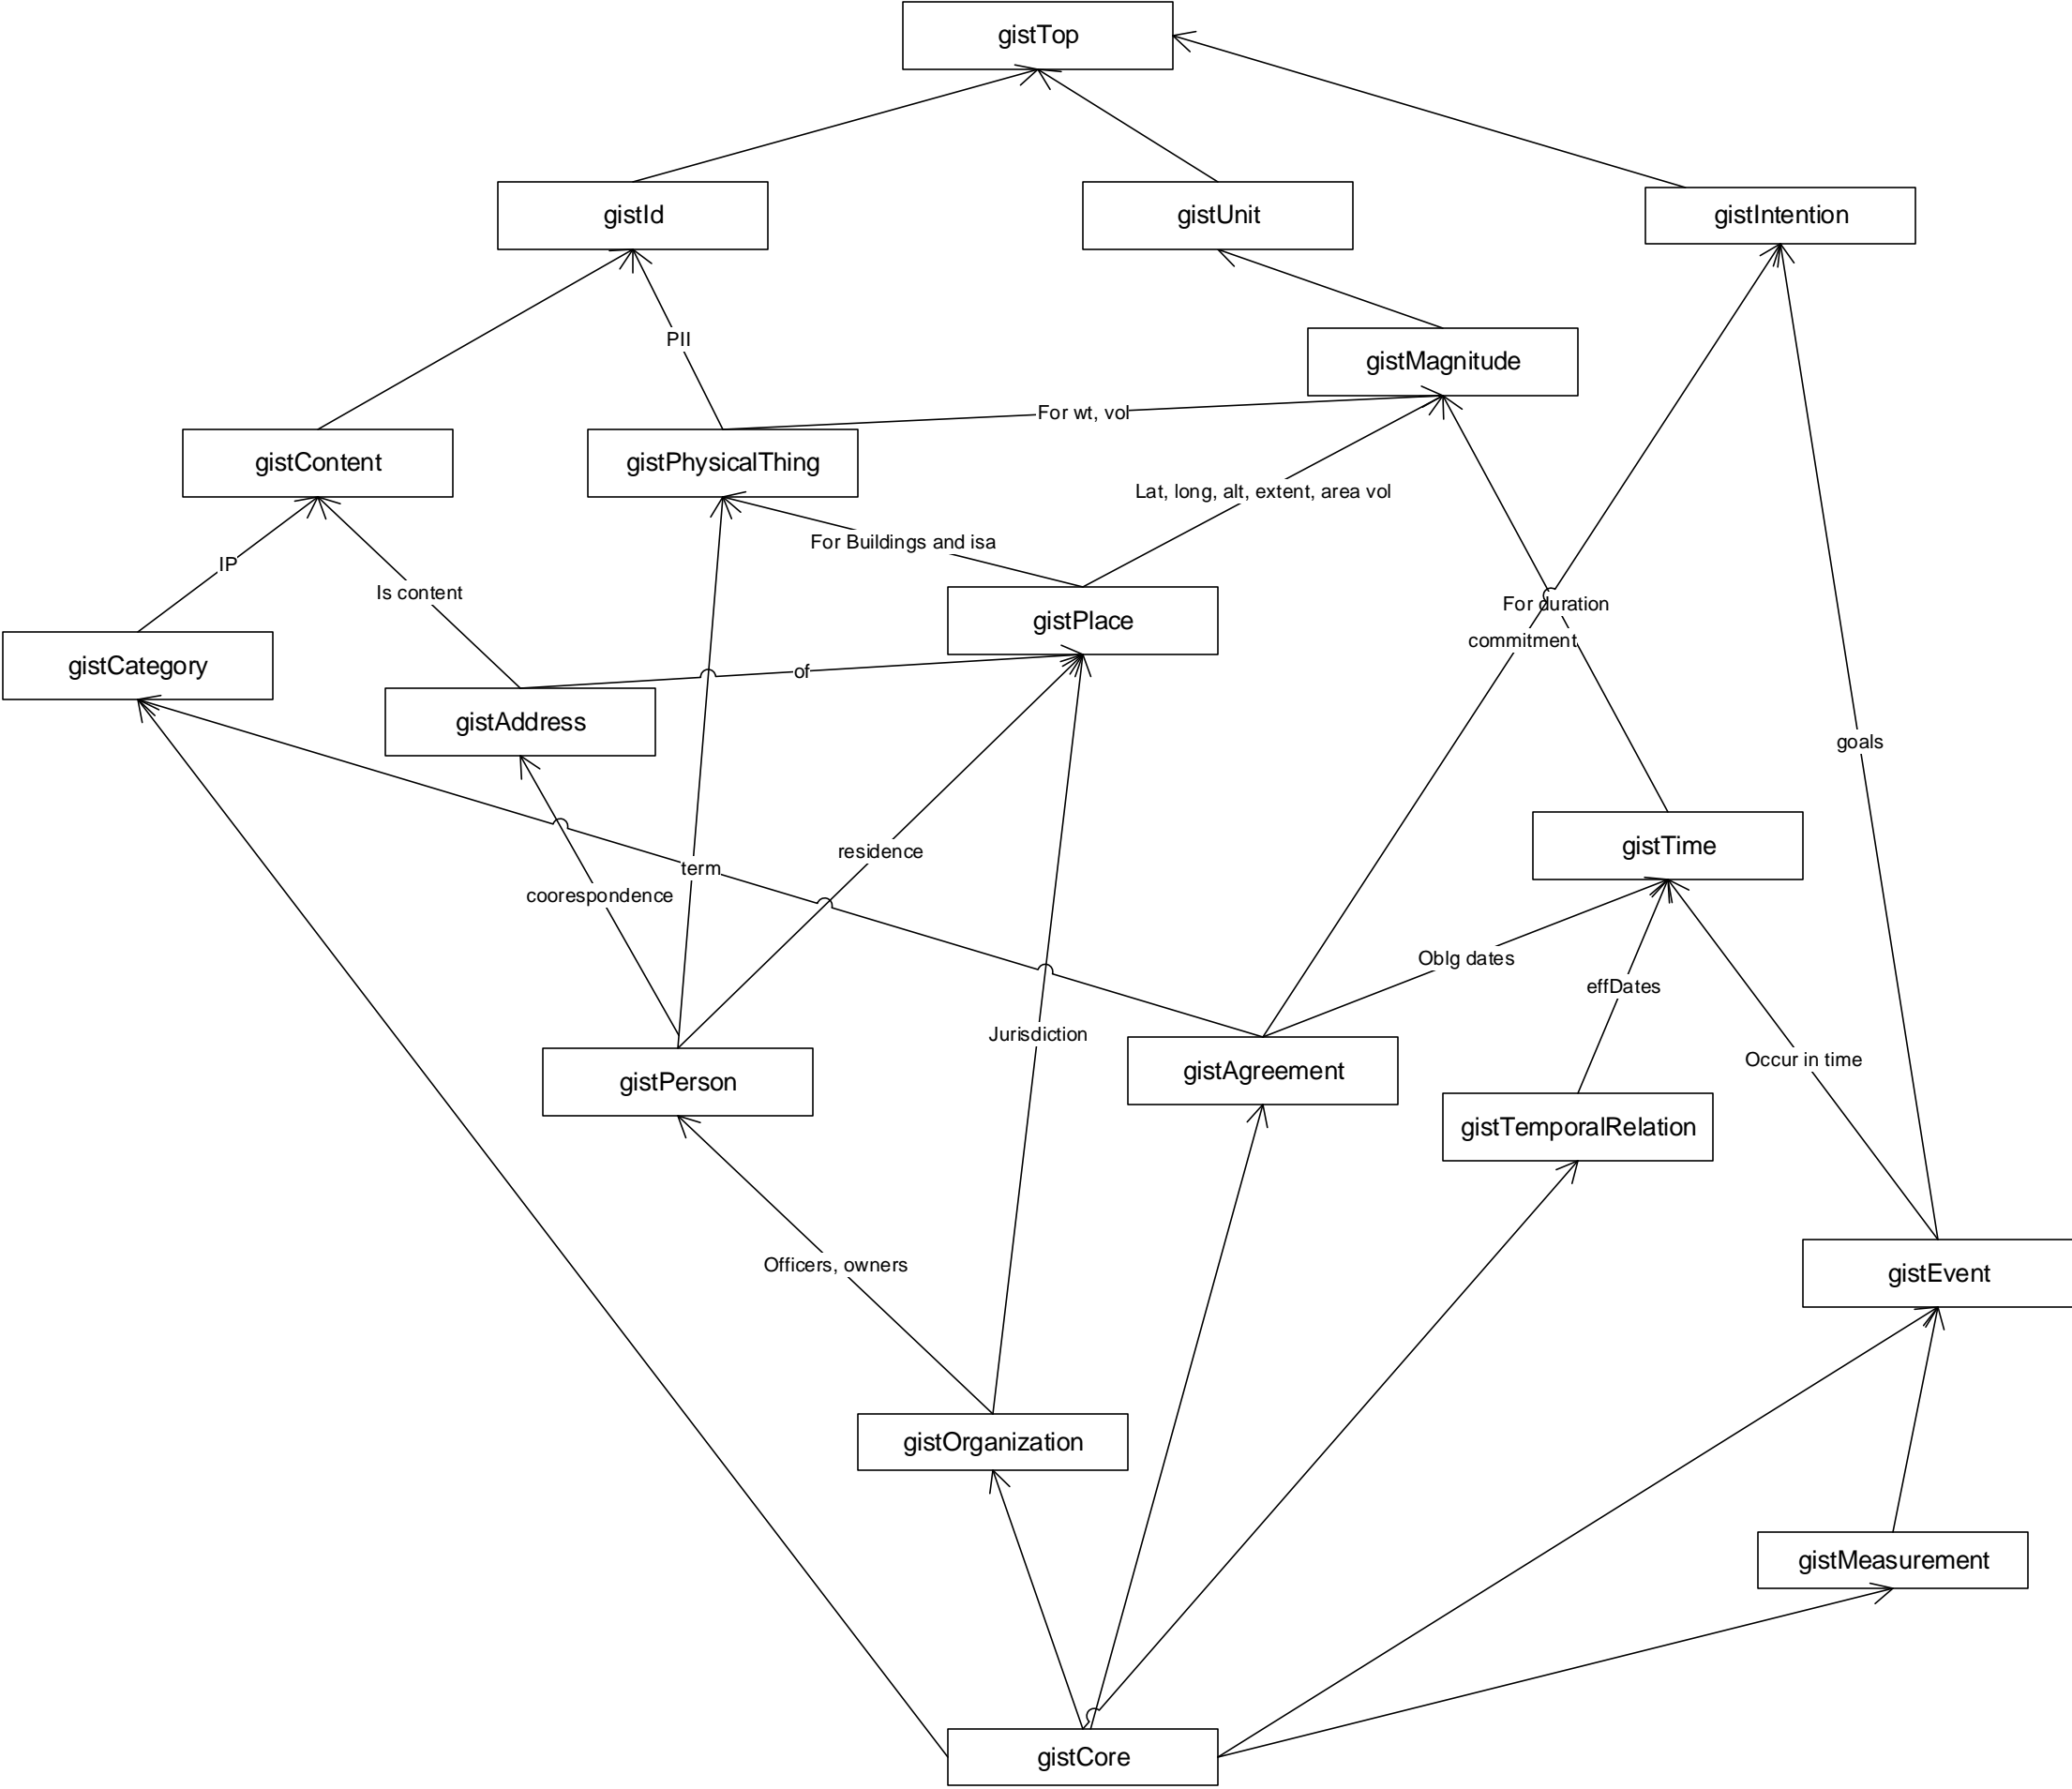 gistTop
gistId
gistUnit
gistIntention
PII
gistMagnitude
For wt, vol
gistContent
gistPhysicalThing
Lat, long, alt, extent, area vol
For Buildings and isa
IP
Is content
For duration
gistPlace
commitment
gistCategory
of
gistAddress
goals
gistTime
residence
term
coorespondence
Oblg dates
effDates
Jurisdiction
Occur in time
gistAgreement
gistPerson
gistTemporalRelation
Officers, owners
gistEvent
gistOrganization
gistMeasurement
gistCore